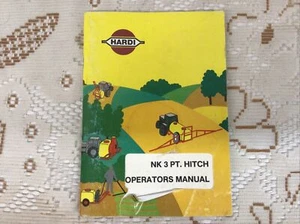 HARDI
NK 3 PT. HITCH
OPERATORS MANUAL